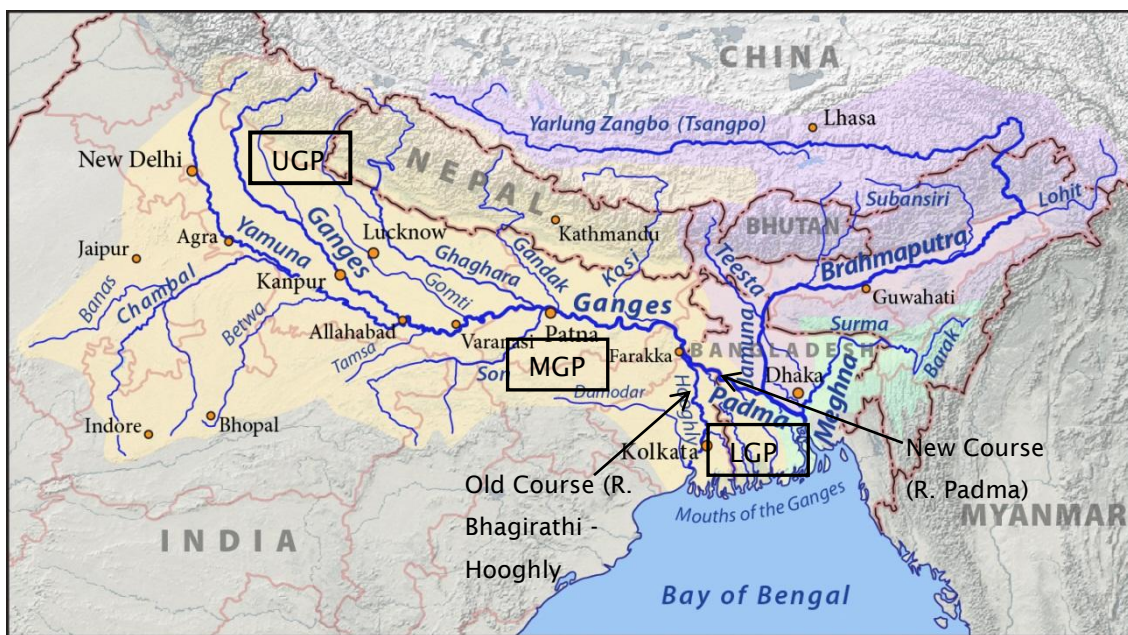 CHINA
Yarlung Zangbo (Tsangpo)
Lhasa
New Delhi
UGP
NEPAL
Subansiri
Lohit
BHUTAN
Kathmandu
Teesta
Brahmaputra
Jaipur
Agra
Yamuna
Ganges
Lucknow
Ghaghara
Gandak
Kosi
Guwahati
Banas
Chambal
Kanpur
Gomti
Ganges
Surma
Barak
Betwa
Allahabad
Varanasi
Patna
Farakka
BANGLADESH
Jamuna
Dhaka
Meghna
Tamsa
Son
MGP
Damodar
Hooghly
Padma
Indore
Bhopal
Kolkata
LGP
New Course
(R. Padma)
Old Course (R.
Bhagirathi -
Hooghly
Mouths of the Ganges
MYANMAR
INDIA
Bay of Bengal